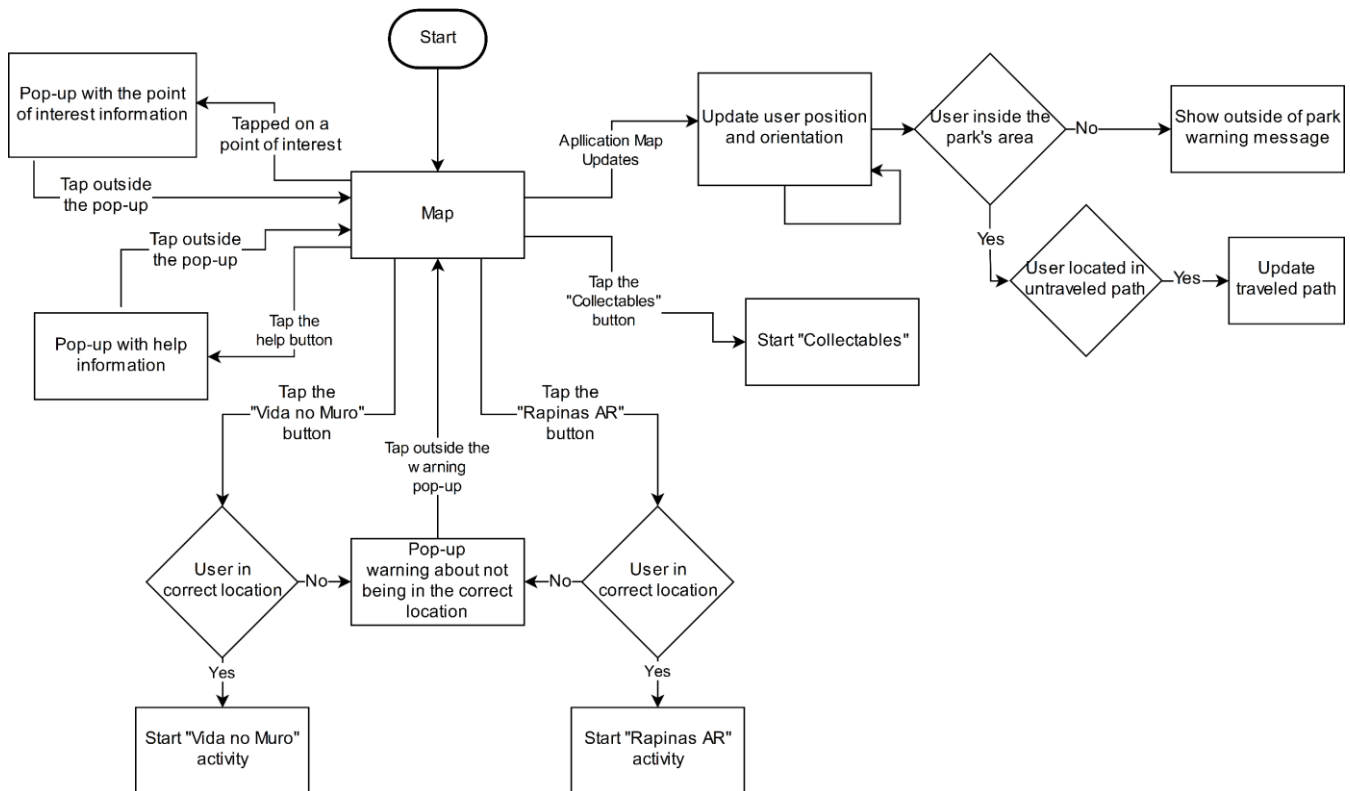 Start
Pop-up with the point
of interest information
Tapped on a
point of interest
Tap outside
the pop-up
Map
Apllication Map
Updates
Update user position
and orientation
User inside the
park's area
No
Show outside of park
warning message
Yes
User located in
untraveled path
Yes
Update
traveled path
Tap outside
the pop-up
Tap the
help button
Pop-up with help
information
Tap the
"Collectables"
button
Start "Collectables"
Tap the
"Vida no Muro"
button
Tap outside the
warning
pop-up
Tap the
"Rapinas AR"
button
User in
correct location
No
Pop-up
warning about not
being in the correct
location
No
User in
correct location
Yes
Yes
Start "Vida no Muro"
activity
Start "Rapinas AR"
activity